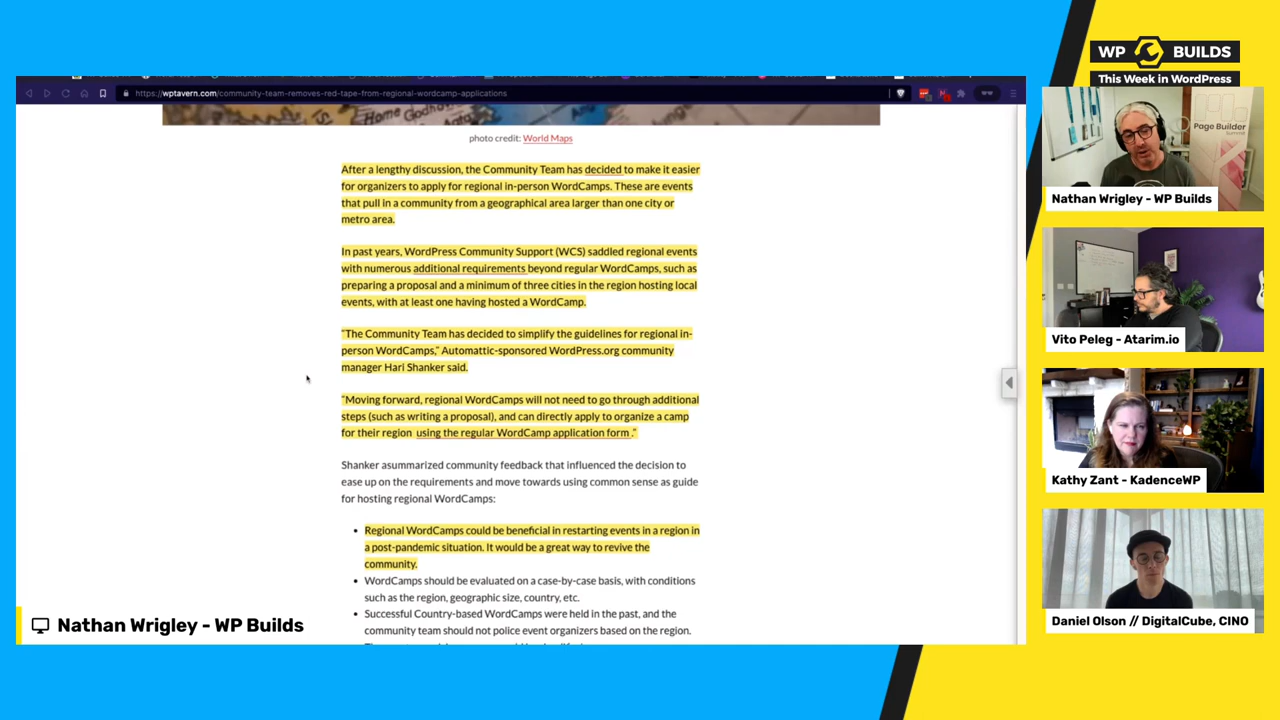 WP BUILDS
This Week in WordPress
https://wptavern.com/community-team-removes-red-tape-from-regional-wordcamp-applications
photo credit: World Maps
After a lengthy discussion, the Community Team has decided to make it easier
for organizers to apply for regional in-person WordCamps. These are events
that pull in a community from a geographical area larger than one city or
metro area.
In past years, WordPress Community Support (WCS) saddled regional events
with numerous additional requirements beyond regular WordCamps, such as
preparing a proposal and a minimum of three cities in the region hosting local
events, with at least one having hosted a WordCamp.
“The Community Team has decided to simplify the guidelines for regional in-
person WordCamps,” Automattic-sponsored WordPress.org community
manager Hari Shanker said.
“Moving forward, regional WordCamps will not need to go through additional
steps (such as writing a proposal), and can directly apply to organize a camp
for their region using the regular WordCamp application form .”
Shanker asummarized community feedback that influenced the decision to
ease up on the requirements and move towards using common sense as guide
for hosting regional WordCamps:
• Regional WordCamps could be beneficial in restarting events in a region in
a post-pandemic situation. It would be a great way to revive the
community.
• WordCamps should be evaluated on a case-by-case basis, with conditions
such as the region, geographic size, country, etc.
• Successful Country-based WordCamps were held in the past, and the
community team should not police event organizers based on the region.
Nathan Wrigley - WP Builds
Page Builder
Nathan Wrigley - WP Builds
Vito Peleg - Atarim.io
Kathy Zant - KadenceWP
Daniel Olson // DigitalCube, CINO